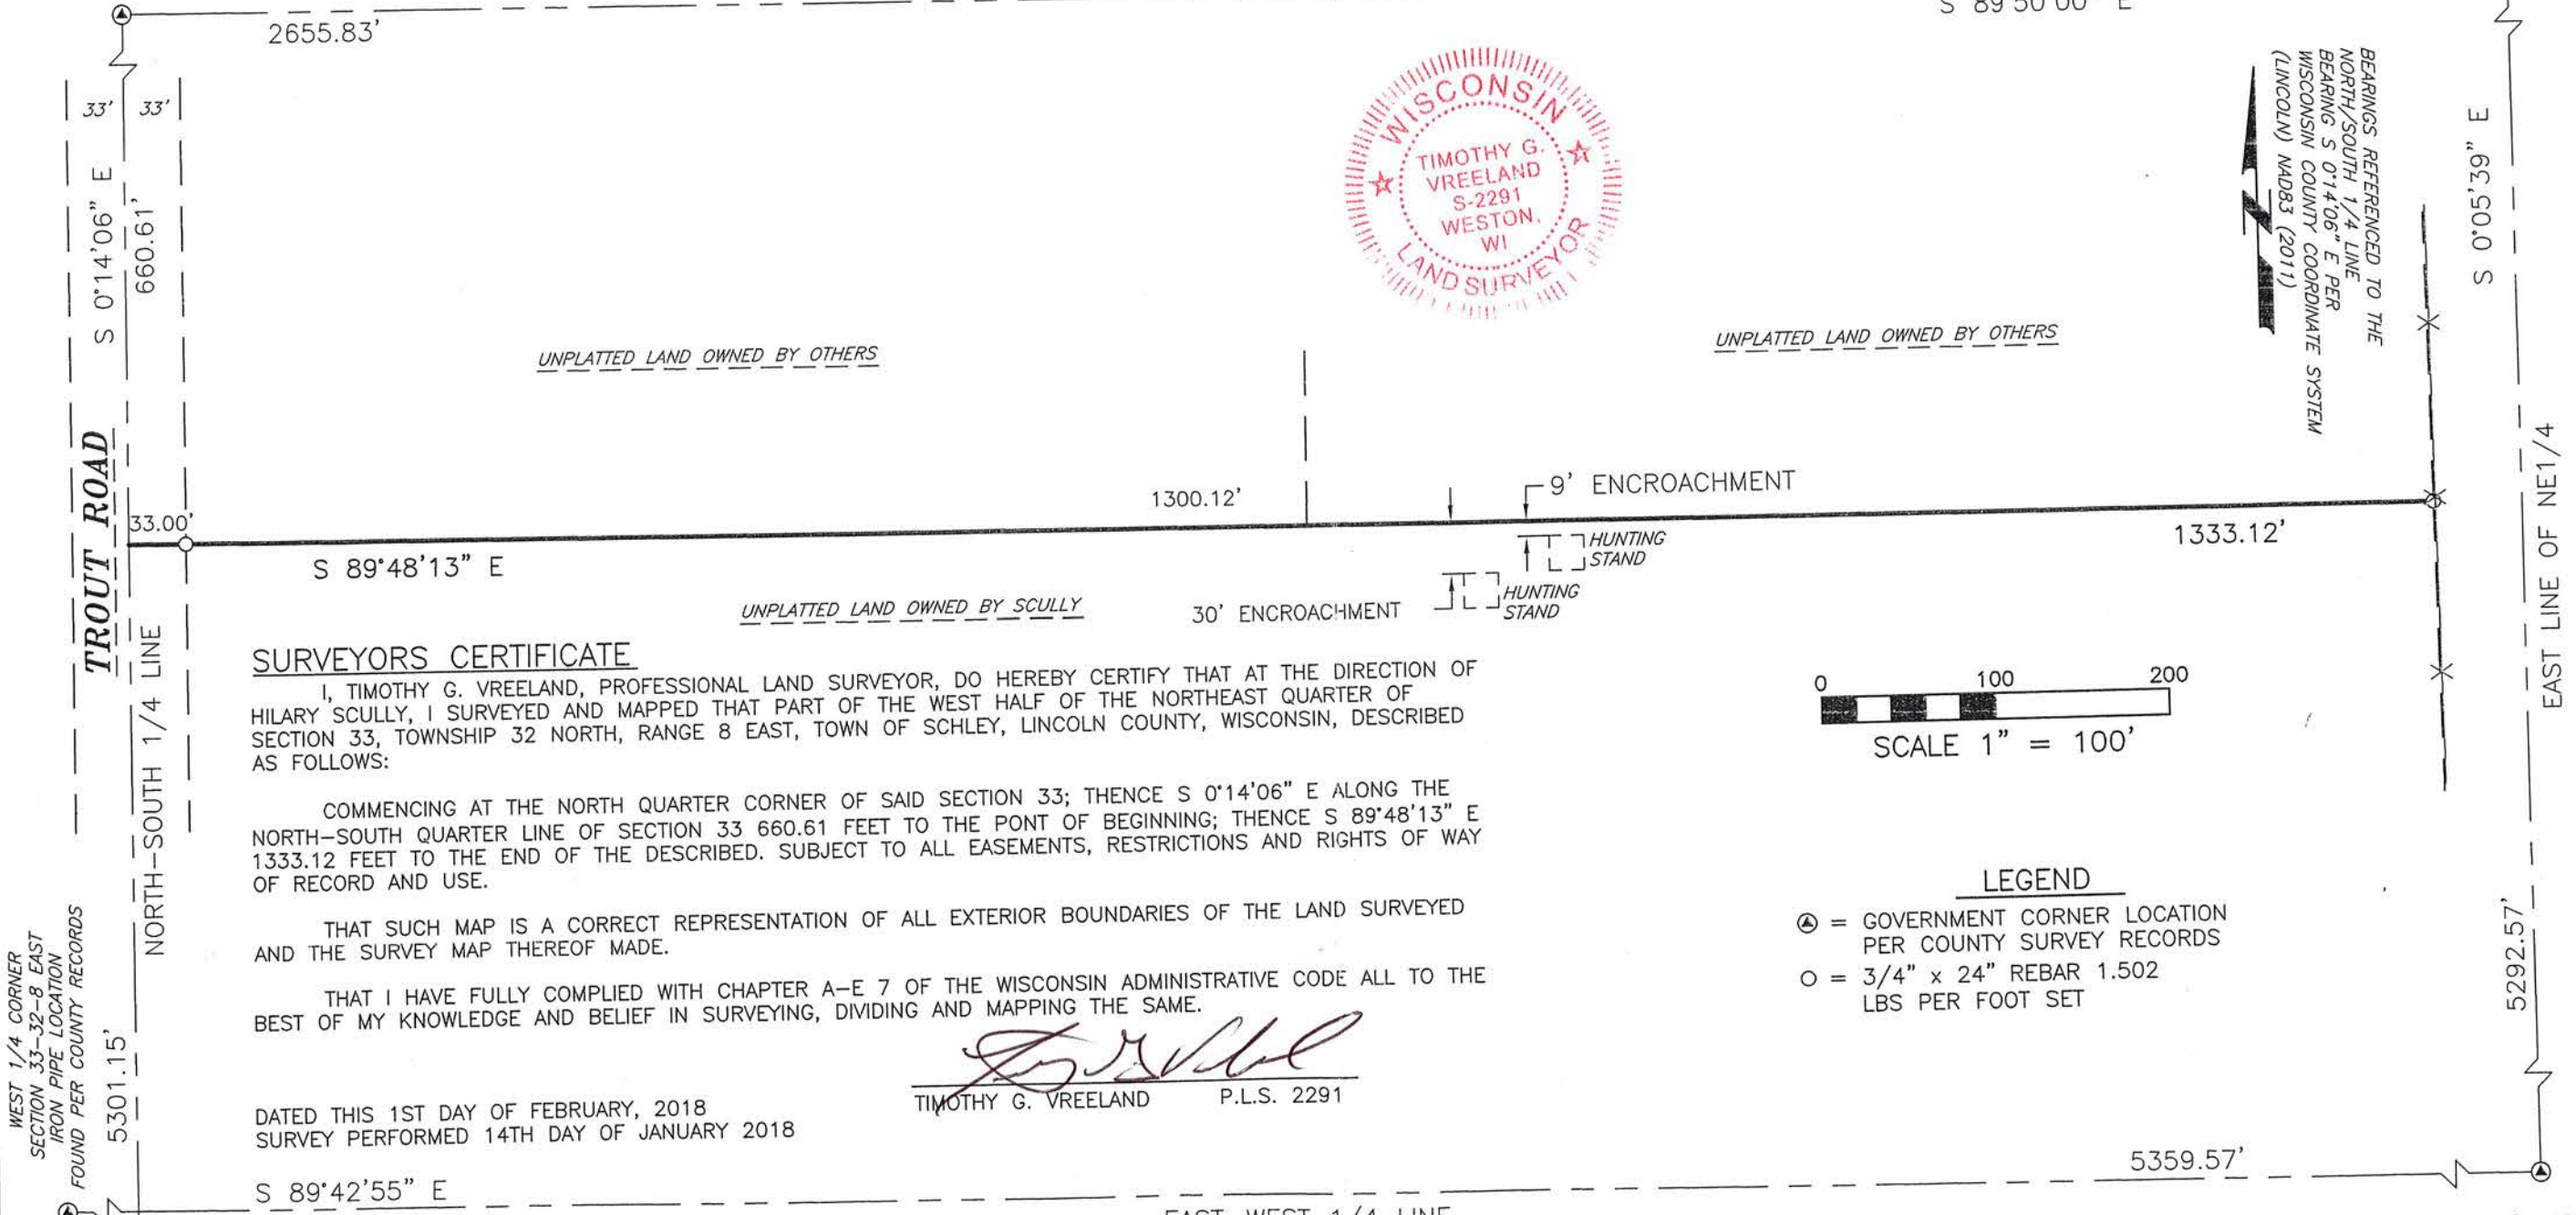 2655.83'
S 89°50'00" E
33'
33'
S 0°14'06" E
660.61'
WISCONSIN
TIMOTHY G.
VREELAND
S-2291
WESTON,
WI
LAND SURVEYOR
BEARINGS REFERENCED TO THE
NORTH/SOUTH 1/4 LINE
BEARING S 0°14'06" E PER
WISCONSIN COUNTY COORDINATE SYSTEM
(LINCOLN) NAD83 (2011)
S 0°05'39" E
UNPLATTED LAND OWNED BY OTHERS
UNPLATTED LAND OWNED BY OTHERS
TROUT ROAD
EAST LINE OF NE1/4
33.00'
1300.12'
9' ENCROACHMENT
1333.12'
S 89°48'13" E
HUNTING
STAND
UNPLATTED LAND OWNED BY SCULLY
30' ENCROACHMENT
HUNTING
STAND
NORTH-SOUTH 1/4 LINE
SURVEYORS CERTIFICATE
I, TIMOTHY G. VREELAND, PROFESSIONAL LAND SURVEYOR, DO HEREBY CERTIFY THAT AT THE DIRECTION OF
HILARY SCULLY, I SURVEYED AND MAPPED THAT PART OF THE WEST HALF OF THE NORTHEAST QUARTER OF
SECTION 33, TOWNSHIP 32 NORTH, RANGE 8 EAST, TOWN OF SCHLEY, LINCOLN COUNTY, WISCONSIN, DESCRIBED
AS FOLLOWS:
COMMENCING AT THE NORTH QUARTER CORNER OF SAID SECTION 33; THENCE S 0°14'06" E ALONG THE
NORTH-SOUTH QUARTER LINE OF SECTION 33 660.61 FEET TO THE PONT OF BEGINNING; THENCE S 89°48'13" E
1333.12 FEET TO THE END OF THE DESCRIBED. SUBJECT TO ALL EASEMENTS, RESTRICTIONS AND RIGHTS OF WAY
OF RECORD AND USE.
THAT SUCH MAP IS A CORRECT REPRESENTATION OF ALL EXTERIOR BOUNDARIES OF THE LAND SURVEYED
AND THE SURVEY MAP THEREOF MADE.
THAT I HAVE FULLY COMPLIED WITH CHAPTER A-E 7 OF THE WISCONSIN ADMINISTRATIVE CODE ALL TO THE
BEST OF MY KNOWLEDGE AND BELIEF IN SURVEYING, DIVIDING AND MAPPING THE SAME.
TIMOTHY G. VREELAND P.L.S. 2291
DATED THIS 1ST DAY OF FEBRUARY, 2018
SURVEY PERFORMED 14TH DAY OF JANUARY 2018
0 100 200
SCALE 1" = 100'
LEGEND
= GOVERNMENT CORNER LOCATION
PER COUNTY SURVEY RECORDS
O = 3/4" x 24" REBAR 1.502
LBS PER FOOT SET
5292.57'
WEST 1/4 CORNER
SECTION 33-32-8 EAST
IRON PIPE LOCATION
FOUND PER COUNTY RECORDS
5301.15'
S 89°42'55" E
5359.57'
EAST-WEST 1/4 LINE